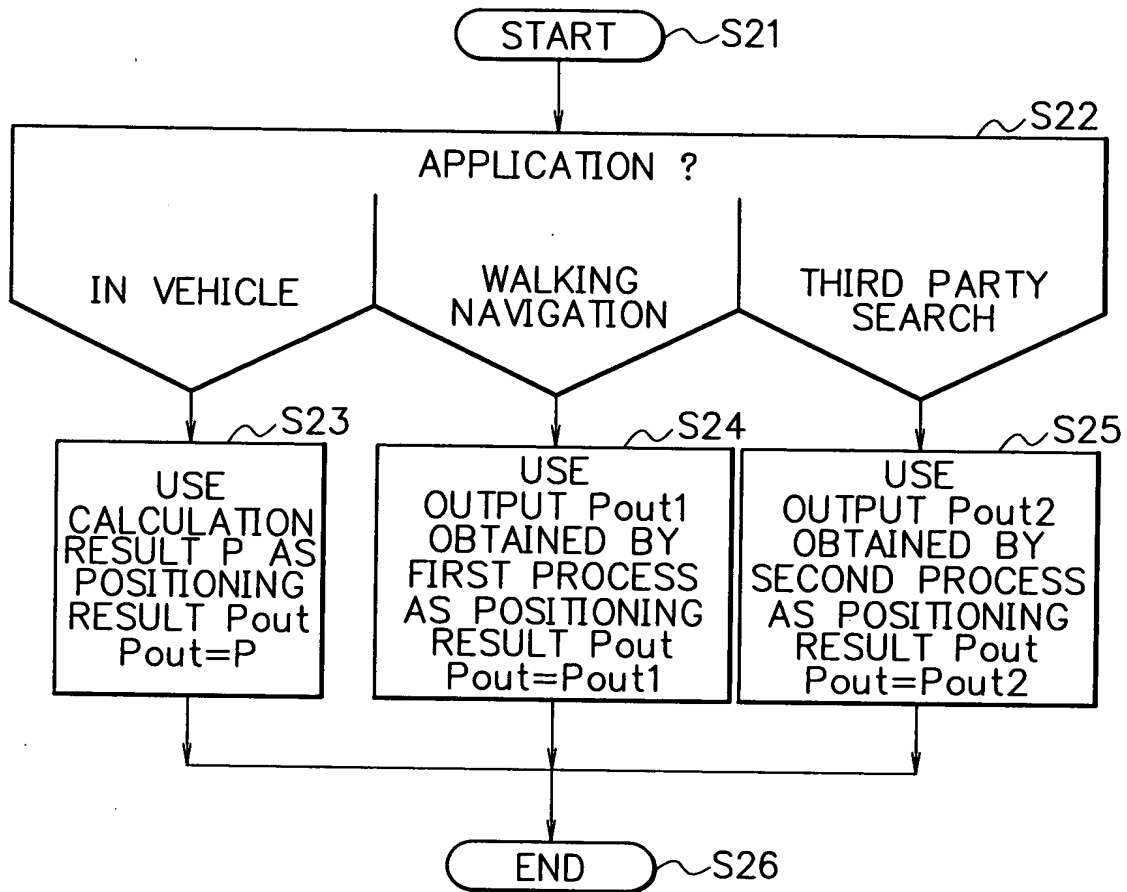 START
S21
S22
APPLICATION ?
IN VEHICLE
WALKING
NAVIGATION
THIRD PARTY
SEARCH
S23
USE
CALCULATION
RESULT P AS
POSITIONING
RESULT Pout
Pout=P
S24
USE
OUTPUT Pout1
OBTAINED BY
FIRST PROCESS
AS POSITIONING
RESULT Pout
Pout=Pout1
S25
USE
OUTPUT Pout2
OBTAINED BY
SECOND PROCESS
AS POSITIONING
RESULT Pout
Pout=Pout2
END
S26